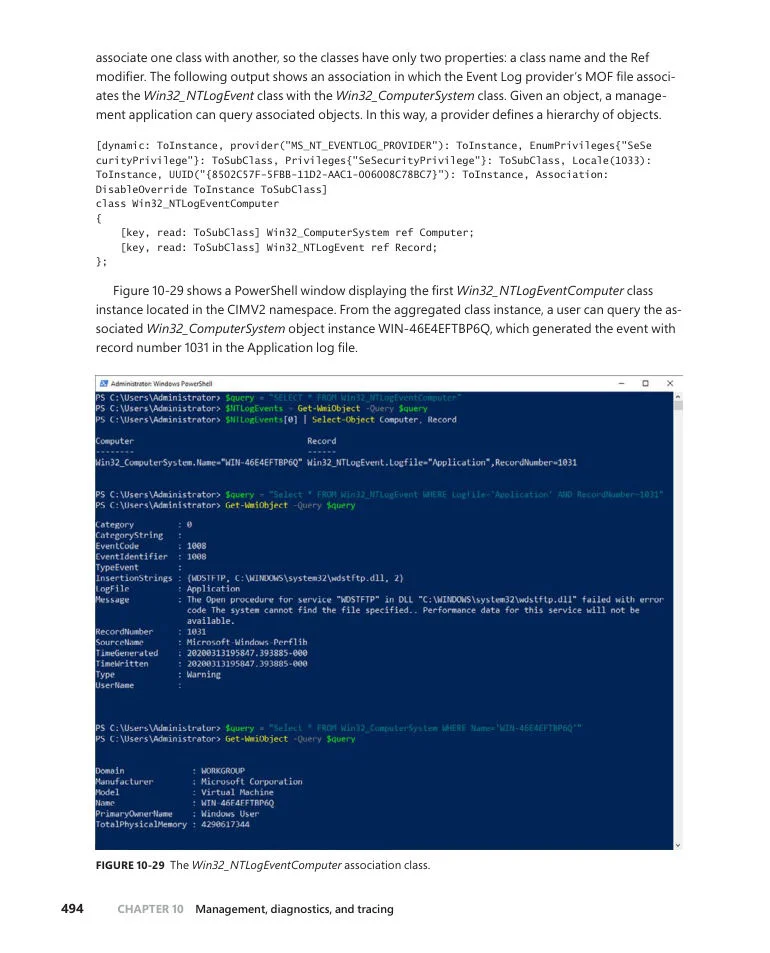 associate one class with another, so the classes have only two properties: a class name and the Ref
modifier. The following output shows an association in which the Event Log provider's MOF file associ-
ates the Win32_NTLogEvent class with the Win32_ComputerSystem class. Given an object, a manage-
ment application can query associated objects. In this way, a provider defines a hierarchy of objects.
[dynamic: ToInstance, provider("MS_NT_EVENTLOG_PROVIDER"): ToInstance, EnumPrivileges{"SeSe
curityPrivilege"}: ToSubClass, Privileges{"SeSecurityPrivilege"}: ToSubClass, Locale(1033):
ToInstance, UUID("{8502C57F-5FBB-11D2-AAC1-006008C78BC7}"): ToInstance, Association:
DisableOverride ToInstance ToSubClass]
class Win32_NTLogEventComputer
{
[key, read: ToSubClass] Win32_ComputerSystem ref Computer;
[key, read: ToSubClass] Win32_NTLogEvent ref Record;
};
Figure 10-29 shows a PowerShell window displaying the first Win32_NTLogEventComputer class
instance located in the CIMV2 namespace. From the aggregated class instance, a user can query the as-
sociated Win32_ComputerSystem object instance WIN-46E4EFTBP6Q, which generated the event with
record number 1031 in the Application log file.
Administrator: Windows PowerShell
PS C:\Users\Administrator> $query = "SELECT * FROM Win32_NTLogEventComputer"
PS C:\Users\Administrator> $NTLogEvents = Get-WmiObject -Query $query
PS C:\Users\Administrator> $NTLogEvents[0] | Select-Object Computer, Record
Computer Record
-------- ------
Win32_ComputerSystem.Name="WIN-46E4EFTBP6Q" Win32_NTLogEvent.Logfile="Application",RecordNumber=1031
PS C:\Users\Administrator> $query = "Select * FROM Win32_NTLogEvent WHERE Logfile='Application' AND RecordNumber=1031"
PS C:\Users\Administrator> Get-WmiObject -Query $query
Category : 0
CategoryString :
EventCode : 1008
EventIdentifier : 1008
TypeEvent :
InsertionStrings : {WDSTFTP, C:\WINDOWS\system32\wdstftp.dll, 2}
LogFile : Application
Message : The Open procedure for service "WDSTFTP" in DLL "C:\WINDOWS\system32\wdstftp.dll" failed with error
code The system cannot find the file specified.. Performance data for this service will not be
available.
RecordNumber : 1031
SourceName : Microsoft-Windows-Perflib
TimeGenerated : 20200313195847.393885-000
TimeWritten : 20200313195847.393885-000
Type : Warning
UserName :
PS C:\Users\Administrator> $query = "Select * FROM Win32_ComputerSystem WHERE Name='WIN-46E4EFTBP6Q'"
PS C:\Users\Administrator> Get-WmiObject -Query $query
Domain : WORKGROUP
Manufacturer : Microsoft Corporation
Model : Virtual Machine
Name : WIN-46E4EFTBP6Q
PrimaryOwnerName : Windows User
TotalPhysicalMemory : 4290617344
FIGURE 10-29 The Win32_NTLogEventComputer association class.
494 CHAPTER 10 Management, diagnostics, and tracing